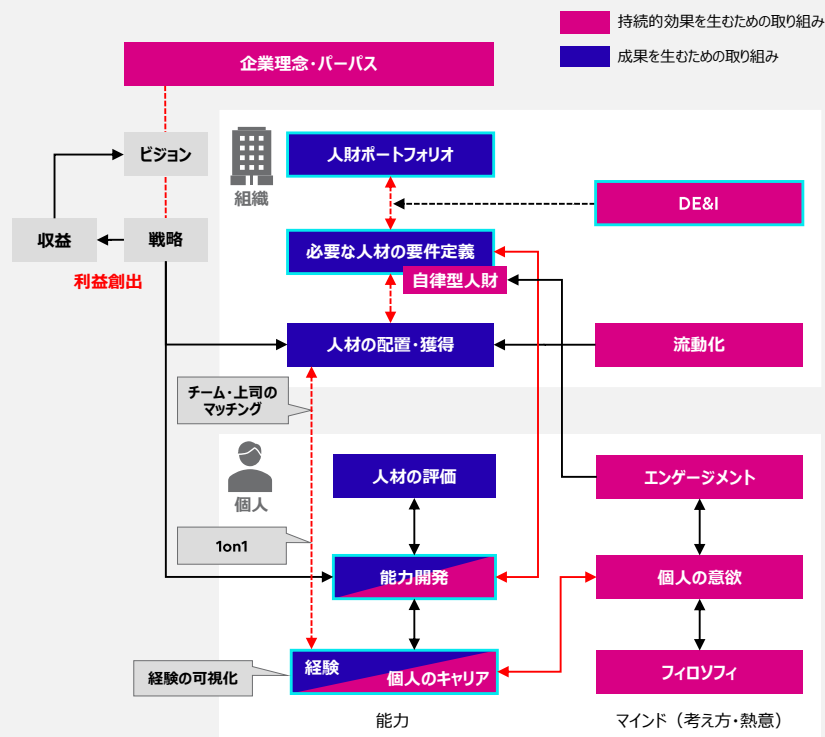 持続的効果を生むための取り組み
成果を生むための取り組み
企業理念・パーパス
ビジョン
組織
人財ポートフォリオ
DE&I
収益
戦略
必要な人材の要件定義
利益創出
自律型人財
人材の配置・獲得
流動化
チーム・上司の
マッチング
個人
人材の評価
エンゲージメント
1on1
能力開発
個人の意欲
経験の可視化
経験
個人のキャリア
フィロソフィ
能力
マインド（考え方・熱意）